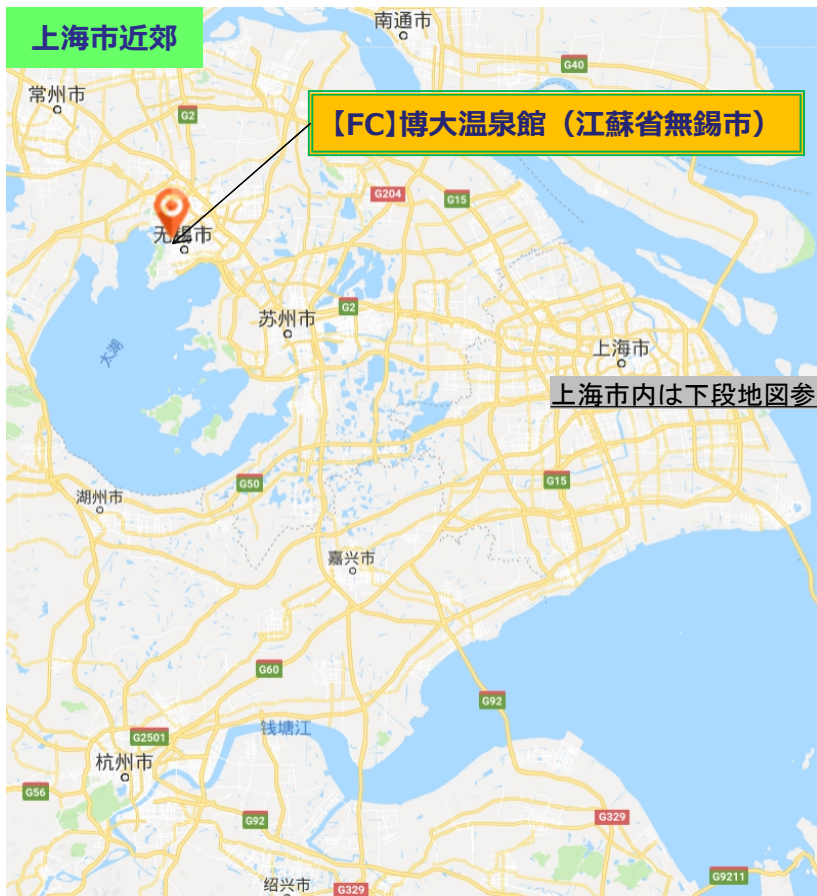 上海市近郊
南通市
G40
常州市
G2
【FC】博大温泉館（江蘇省無錫市）
G204
G15
无锡市
G2
苏州市
太湖
上海市
上海市内は下段地図参
G50
G15
湖州市
嘉兴市
G60
G92
钱塘江
G2501
杭州市
G56
G92
G329
绍兴市
G329
G9211